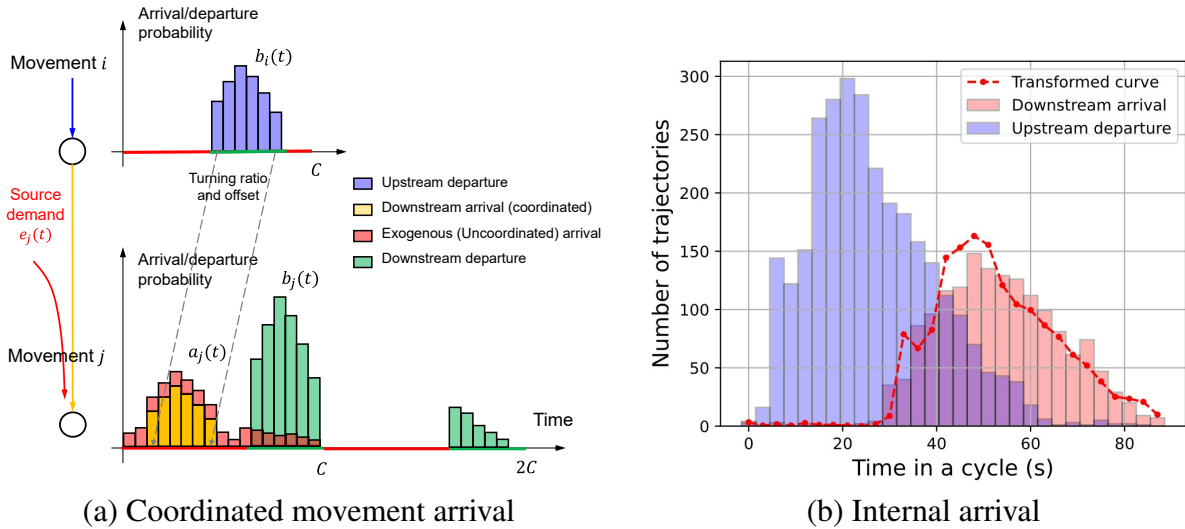 Arrival/departure
probability
b_i(t)
Movement i
C
Turning ratio
and offset
Source
demand
e_j(t)
Upstream departure
Downstream arrival (coordinated)
Exogenous (Uncoordinated) arrival
Downstream departure
Arrival/departure
probability
b_j(t)
a_j(t)
Movement j
Time
C
2C
(a) Coordinated movement arrival
300
250
200
150
100
50
0
Number of trajectories
Transformed curve
Downstream arrival
Upstream departure
0 20 40 60 80
Time in a cycle (s)
(b) Internal arrival